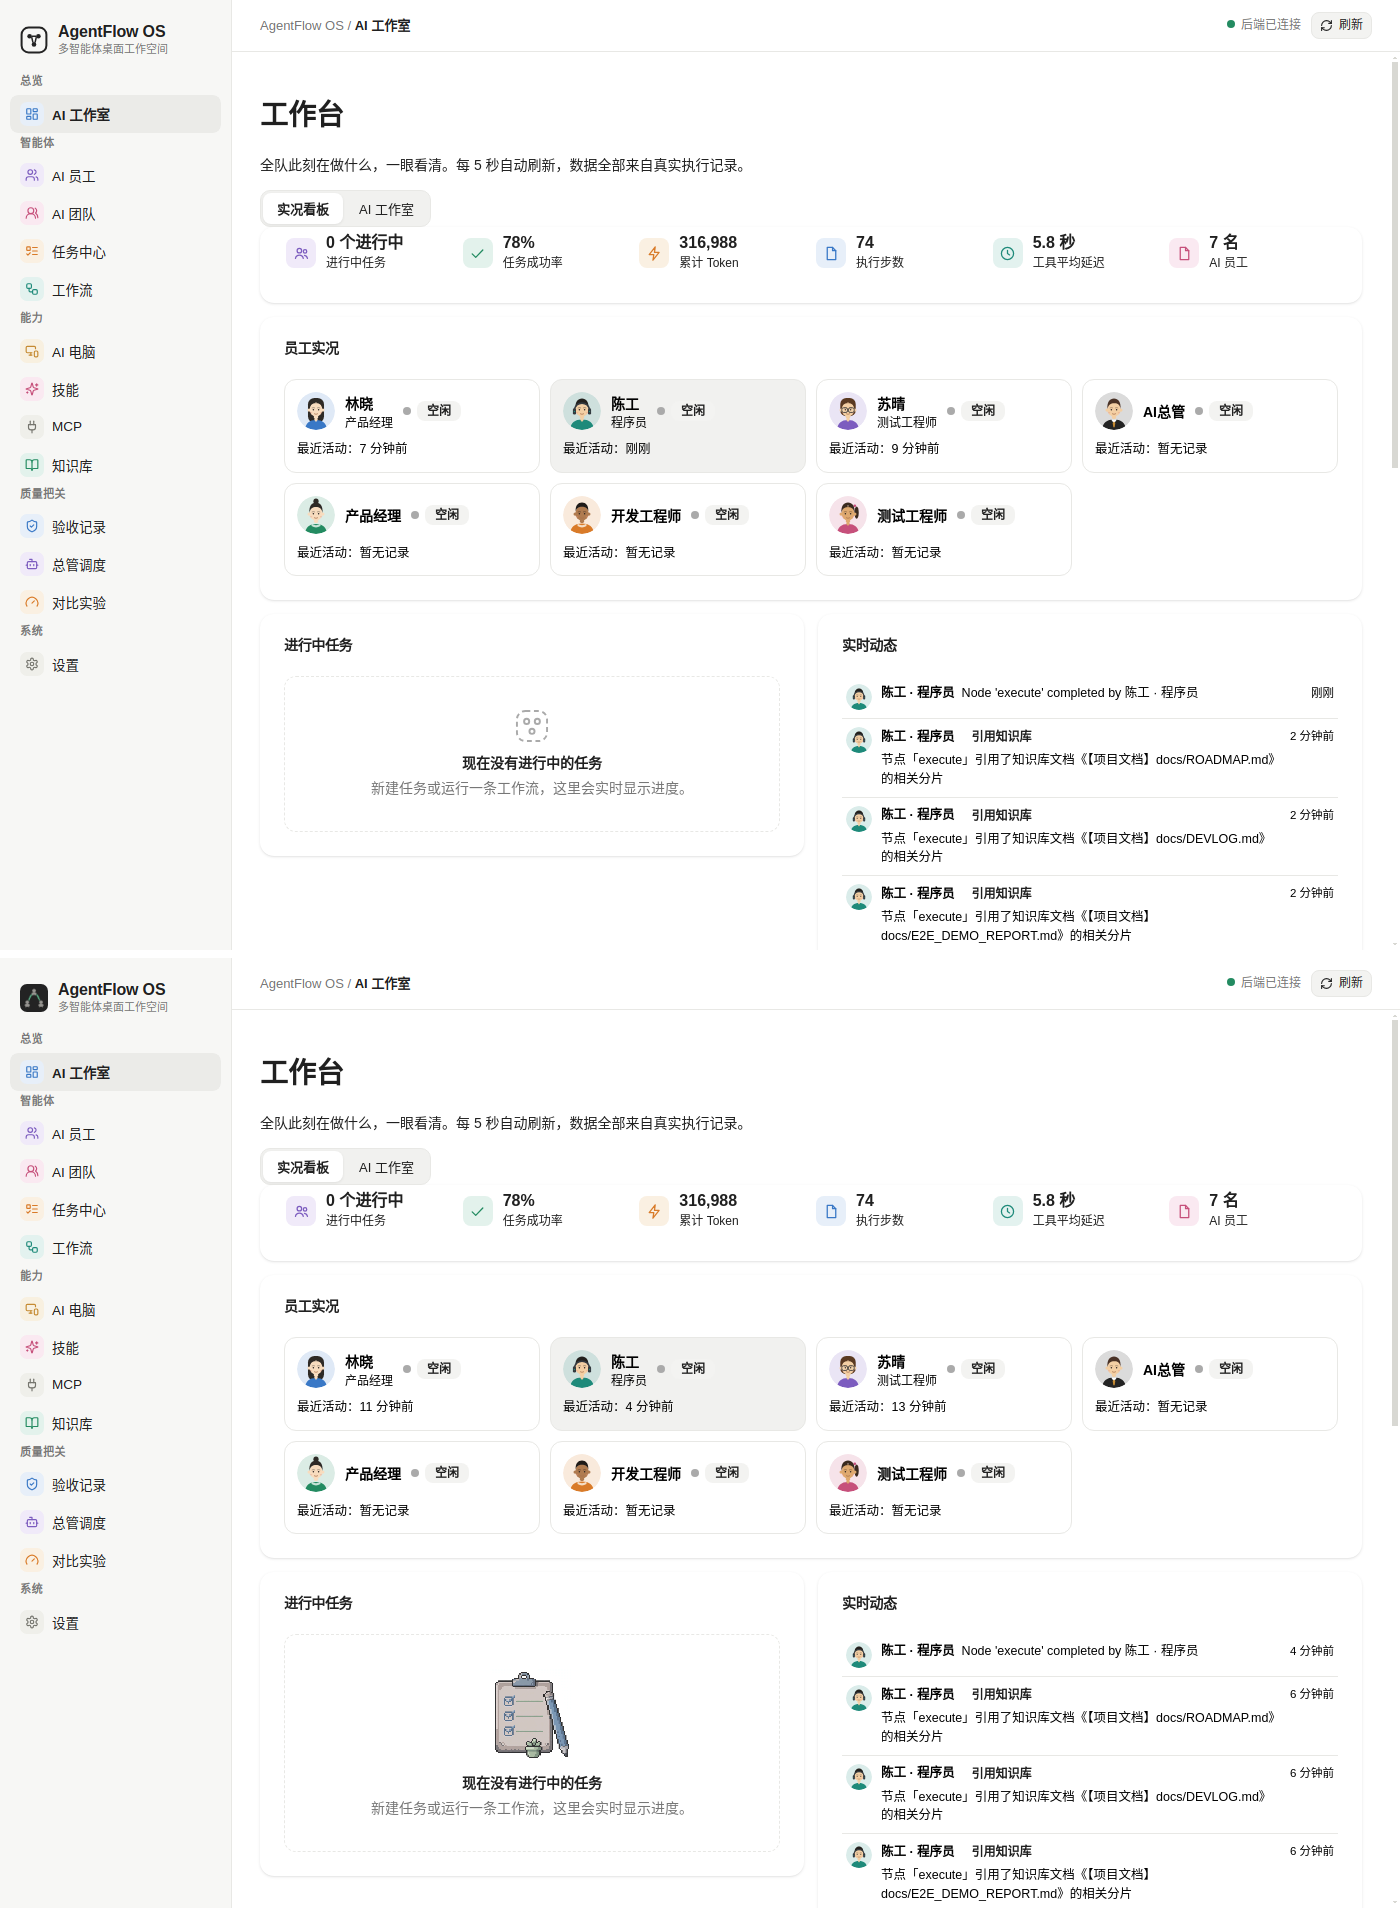 AgentFlow OS
多智能体桌面工作空间
总览
AI 工作室
智能体
AI 员工
AI 团队
任务中心
工作流
能力
AI 电脑
技能
MCP
知识库
质量把关
验收记录
总管调度
对比实验
系统
设置
AgentFlow OS / AI 工作室
后端已连接
刷新
工作台
全队此刻在做什么，一眼看清。每 5 秒自动刷新，数据全部来自真实执行记录。
实况看板 AI 工作室
0 个进行中
进行中任务
78%
任务成功率
316,988
累计 Token
74
执行步数
5.8 秒
工具平均延迟
7 名
AI 员工
员工实况
林晓
产品经理
空闲
最近活动：7 分钟前
陈工
程序员
空闲
最近活动：刚刚
苏晴
测试工程师
空闲
最近活动：9 分钟前
AI总管
空闲
最近活动：暂无记录
产品经理
空闲
最近活动：暂无记录
开发工程师
空闲
最近活动：暂无记录
测试工程师
空闲
最近活动：暂无记录
进行中任务
现在没有进行中的任务
新建任务或运行一条工作流，这里会实时显示进度。
实时动态
陈工 · 程序员 Node 'execute' completed by 陈工 · 程序员 刚刚
陈工 · 程序员 引用知识库 2 分钟前
节点「execute」引用了知识库文档《【项目文档】docs/ROADMAP.md》
的相关分片
陈工 · 程序员 引用知识库 2 分钟前
节点「execute」引用了知识库文档《【项目文档】docs/DEVLOG.md》
的相关分片
陈工 · 程序员 引用知识库 2 分钟前
节点「execute」引用了知识库文档《【项目文档】
docs/E2E_DEMO_REPORT.md》的相关分片
AgentFlow OS
多智能体桌面工作空间
总览
AI 工作室
智能体
AI 员工
AI 团队
任务中心
工作流
能力
AI 电脑
技能
MCP
知识库
质量把关
验收记录
总管调度
对比实验
系统
设置
AgentFlow OS / AI 工作室
后端已连接
刷新
工作台
全队此刻在做什么，一眼看清。每 5 秒自动刷新，数据全部来自真实执行记录。
实况看板 AI 工作室
0 个进行中
进行中任务
78%
任务成功率
316,988
累计 Token
74
执行步数
5.8 秒
工具平均延迟
7 名
AI 员工
员工实况
林晓
产品经理
空闲
最近活动：11 分钟前
陈工
程序员
空闲
最近活动：4 分钟前
苏晴
测试工程师
空闲
最近活动：13 分钟前
AI总管
空闲
最近活动：暂无记录
产品经理
空闲
最近活动：暂无记录
开发工程师
空闲
最近活动：暂无记录
测试工程师
空闲
最近活动：暂无记录
进行中任务
现在没有进行中的任务
新建任务或运行一条工作流，这里会实时显示进度。
实时动态
陈工 · 程序员 Node 'execute' completed by 陈工 · 程序员 4 分钟前
陈工 · 程序员 引用知识库 6 分钟前
节点「execute」引用了知识库文档《【项目文档】docs/ROADMAP.md》
的相关分片
陈工 · 程序员 引用知识库 6 分钟前
节点「execute」引用了知识库文档《【项目文档】docs/DEVLOG.md》
的相关分片
陈工 · 程序员 引用知识库 6 分钟前
节点「execute」引用了知识库文档《【项目文档】
docs/E2E_DEMO_REPORT.md》的相关分片